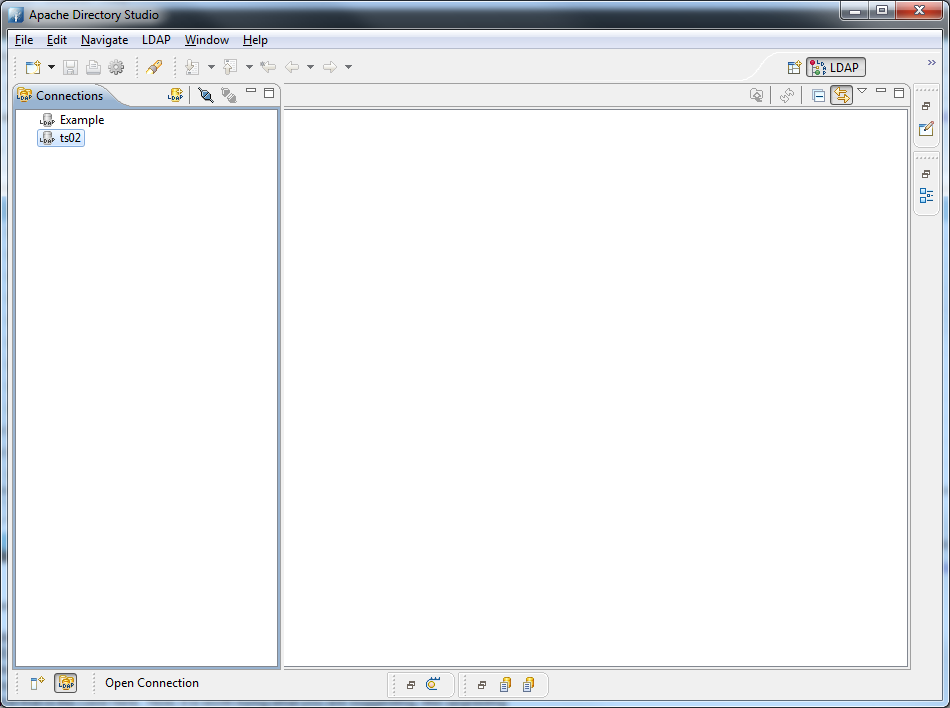 Apache Directory Studio
File Edit Navigate LDAP Window Help
LDAP
Connections
Example
ts02
Open Connection